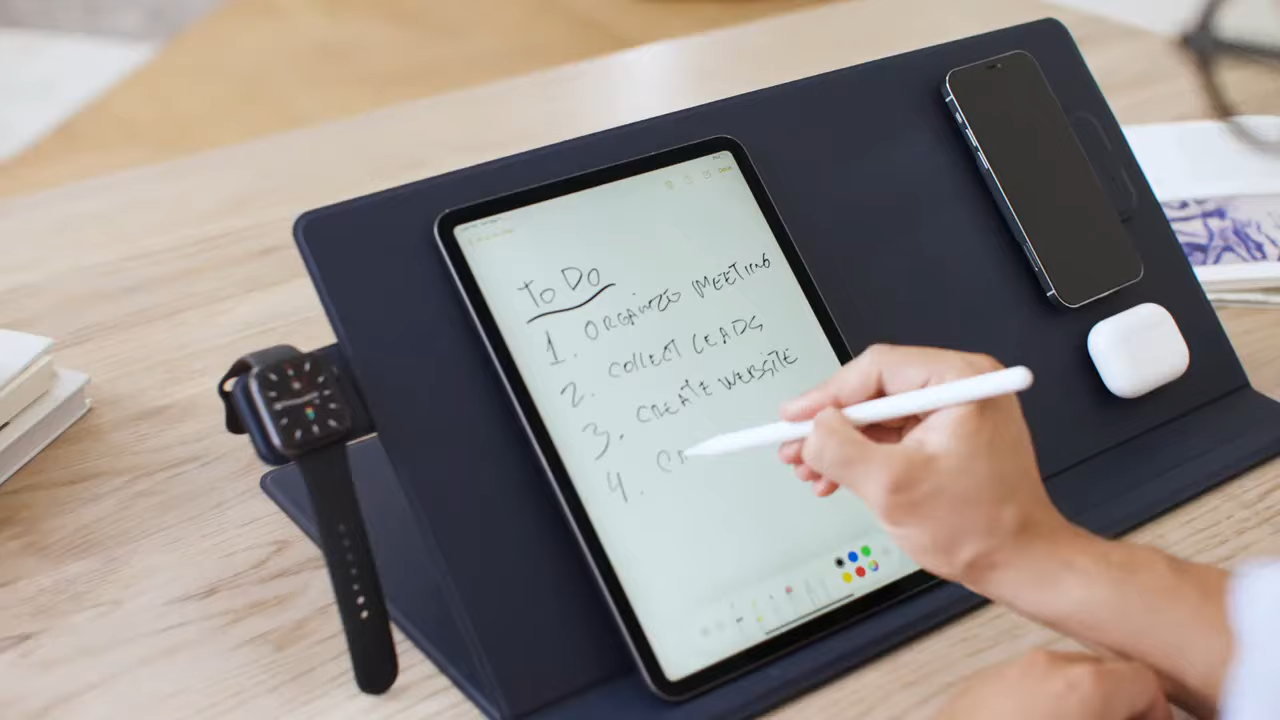 To Do
1. ORGANIZE MEETING
2. COLLECT LEADS
3. CREATE WEBSITE
4. C